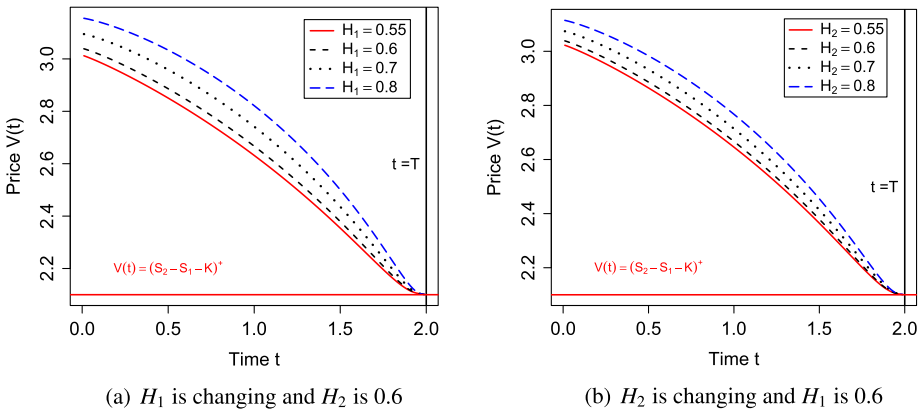 H₁ = 0.55
H₁ = 0.6
H₁ = 0.7
H₁ = 0.8
t =T
V(t) = (S₂−S₁−K)⁺
Price V(t)
2.2
2.4
2.6
2.8
3.0
0.0 0.5 1.0 1.5 2.0
Time t
(a) H₁ is changing and H₂ is 0.6
H₂ = 0.55
H₂ = 0.6
H₂ = 0.7
H₂ = 0.8
t =T
V(t) = (S₂−S₁−K)⁺
Price V(t)
2.2
2.4
2.6
2.8
3.0
0.0 0.5 1.0 1.5 2.0
Time t
(b) H₂ is changing and H₁ is 0.6